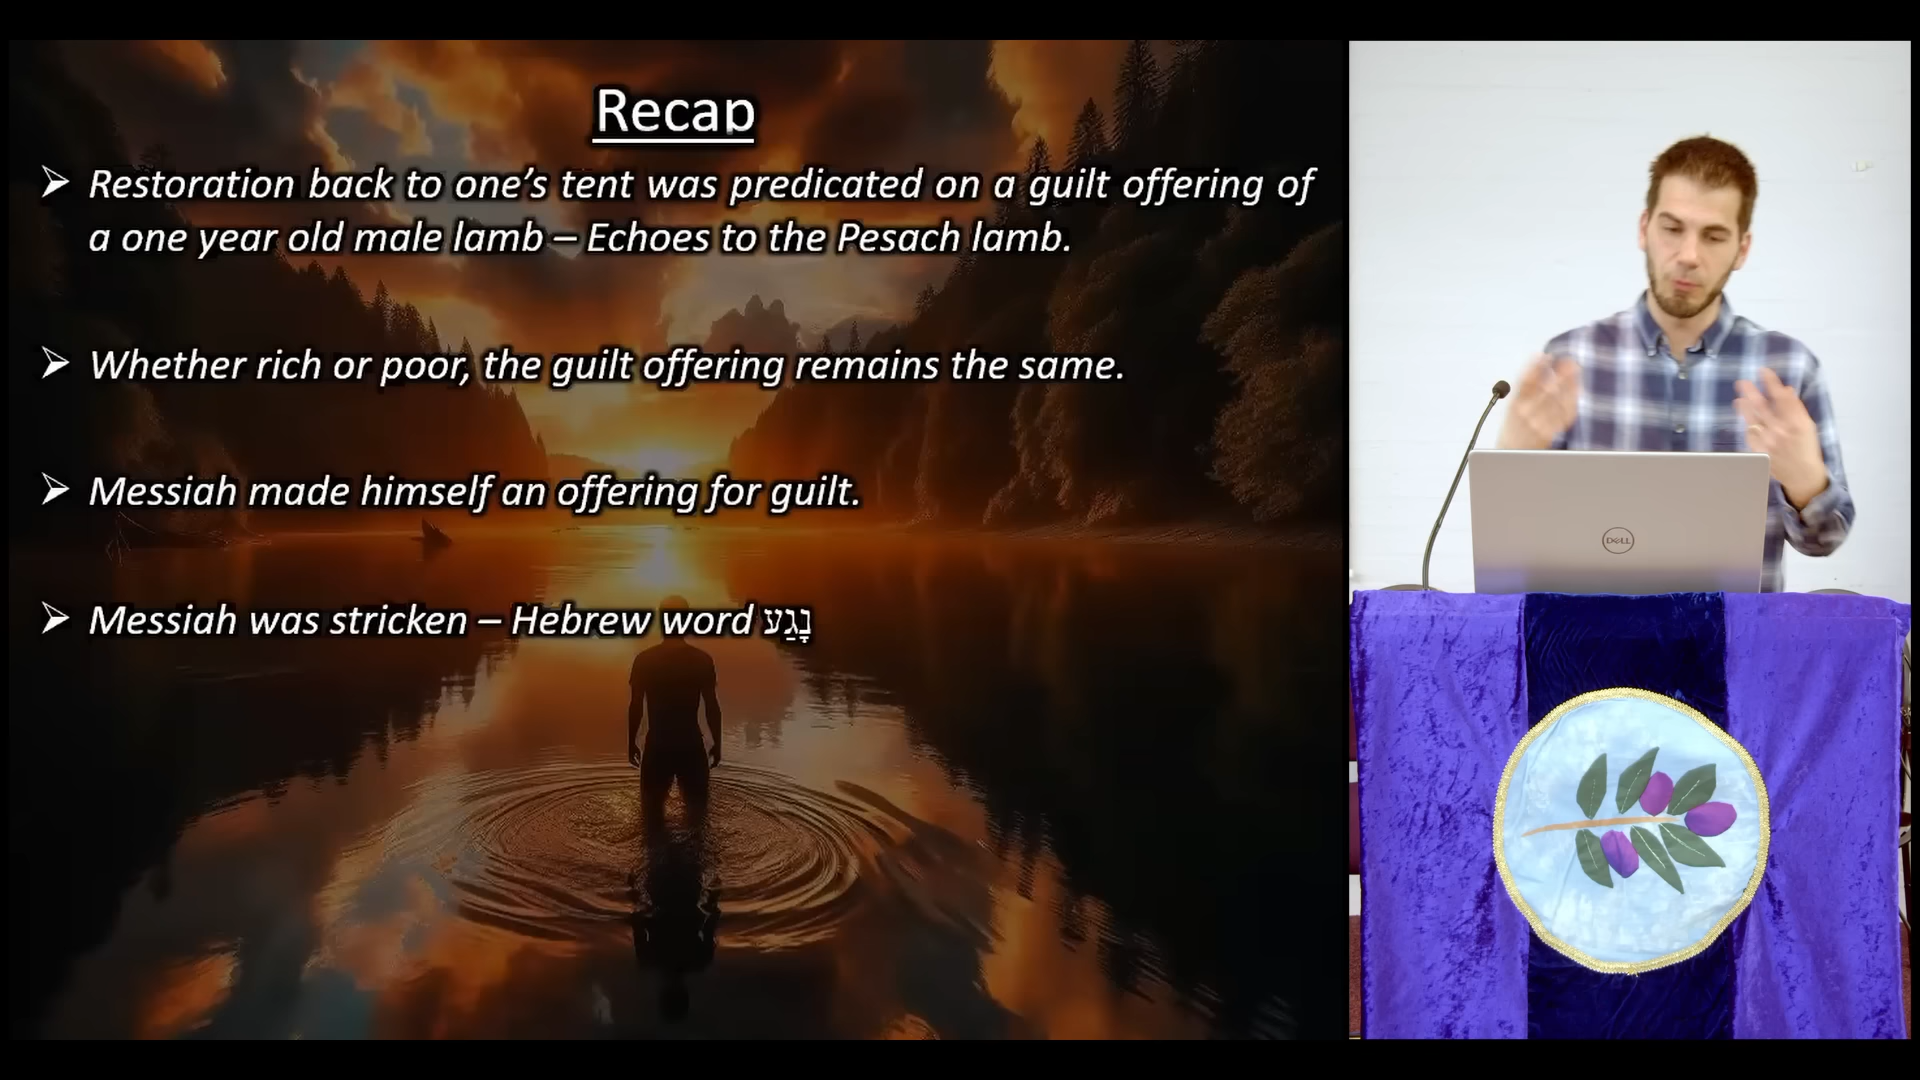 Recap
➢ Restoration back to one's tent was predicated on a guilt offering of
a one year old male lamb – Echoes to the Pesach lamb.
➢ Whether rich or poor, the guilt offering remains the same.
➢ Messiah made himself an offering for guilt.
➢ Messiah was stricken – Hebrew word נָגַע
DELL